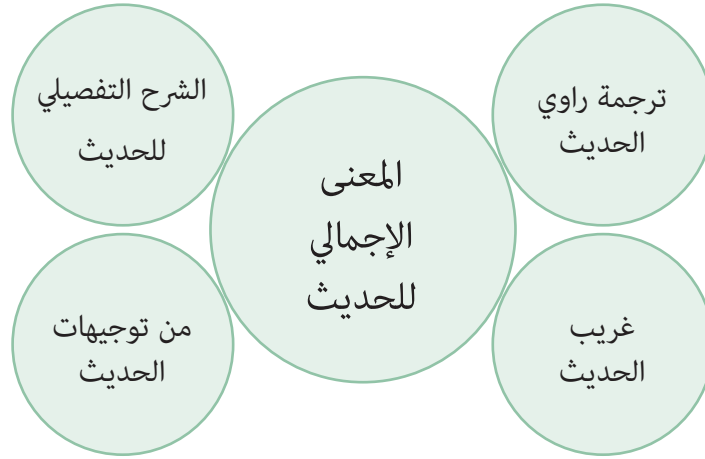 ترجمة راوي
الحديث
غريب
الحديث
المعنى
الإجمالي
للحديث
الشرح التفصيلي
للحديث
من توجيهات
الحديث